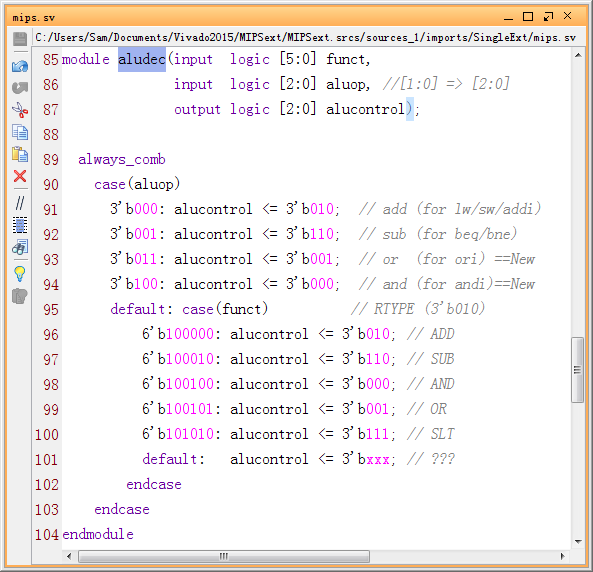 mips.sv
C:/Users/Sam/Documents/Vivado2015/MIPSext/MIPSext.srcs/sources_1/imports/SingleExt/mips.sv
85 module aludec(input  logic [5:0] funct,
86               input  logic [2:0] aluop, //[1:0] => [2:0]
87               output logic [2:0] alucontrol);
88
89   always_comb
90     case(aluop)
91       3'b000: alucontrol <= 3'b010;  // add (for lw/sw/addi)
92       3'b001: alucontrol <= 3'b110;  // sub (for beq/bne)
93       3'b011: alucontrol <= 3'b001;  // or  (for ori) ==New
94       3'b100: alucontrol <= 3'b000;  // and (for andi)==New
95       default: case(funct)          // RTYPE (3'b010)
96           6'b100000: alucontrol <= 3'b010; // ADD
97           6'b100010: alucontrol <= 3'b110; // SUB
98           6'b100100: alucontrol <= 3'b000; // AND
99           6'b100101: alucontrol <= 3'b001; // OR
100           6'b101010: alucontrol <= 3'b111; // SLT
101           default:   alucontrol <= 3'bxxx; // ???
102         endcase
103     endcase
104 endmodule